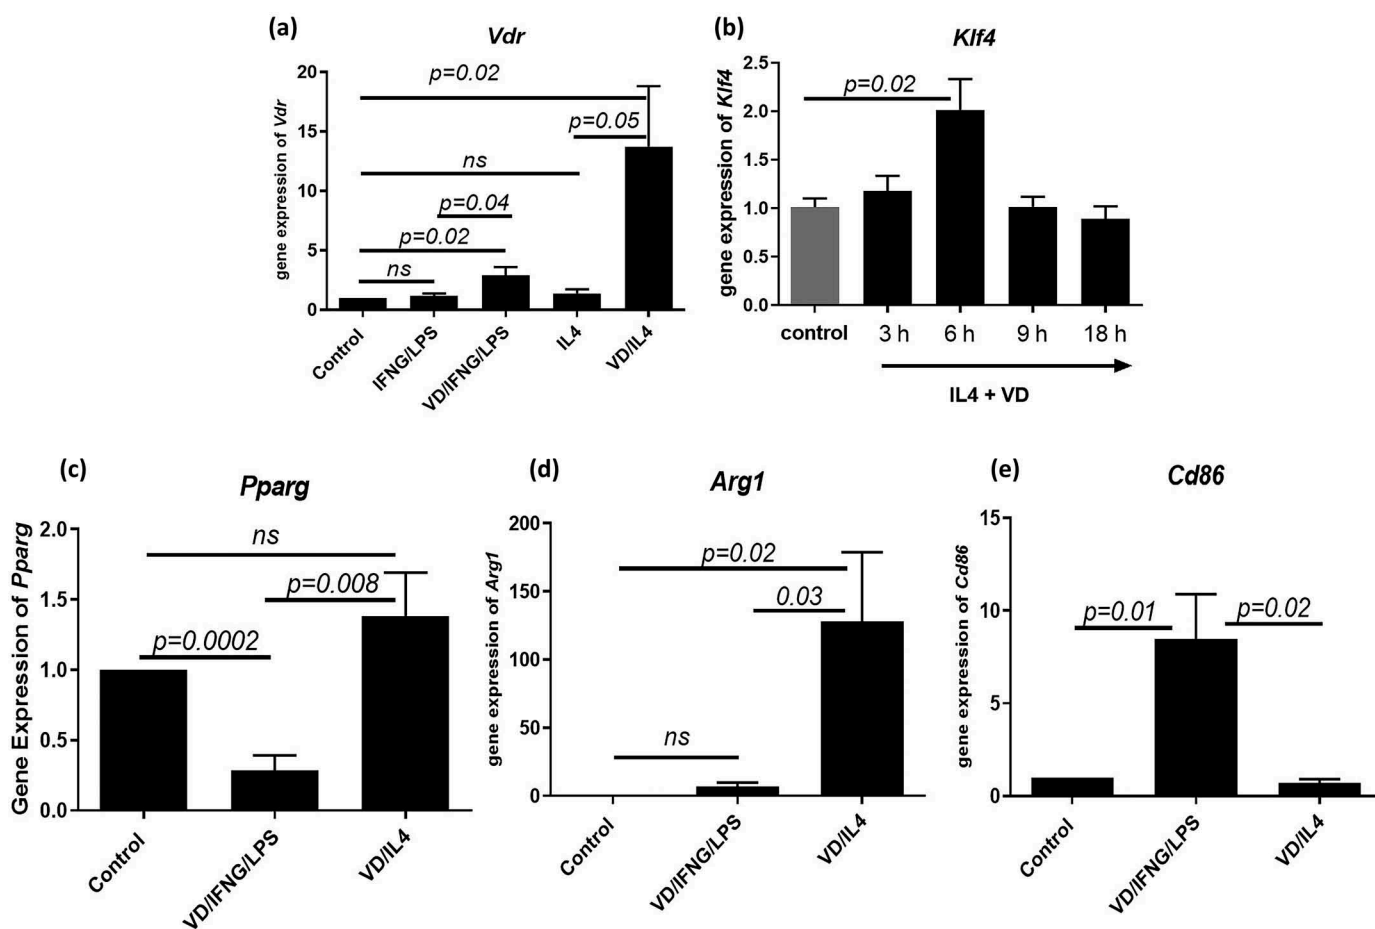 (a)
Vdr
gene expression of Vdr
20
15
10
5
0
p=0.02
p=0.05
ns
p=0.04
p=0.02
ns
Control
IFNG/LPS
VD/IFNG/LPS
IL4
VD/IL4
(b)
Klf4
gene expression of Klf4
2.5
2.0
1.5
1.0
0.5
0.0
p=0.02
control
3 h
6 h
9 h
18 h
IL4 + VD
(c)
Pparg
Gene Expression of Pparg
2.0
1.5
1.0
0.5
0.0
ns
p=0.008
p=0.0002
Control
VD/IFNG/LPS
VD/IL4
(d)
Arg1
gene expression of Arg1
200
150
100
50
0
p=0.02
0.03
ns
Control
VD/IFNG/LPS
VD/IL4
(e)
Cd86
gene expression of Cd86
15
10
5
0
p=0.01
p=0.02
Control
VD/IFNG/LPS
VD/IL4